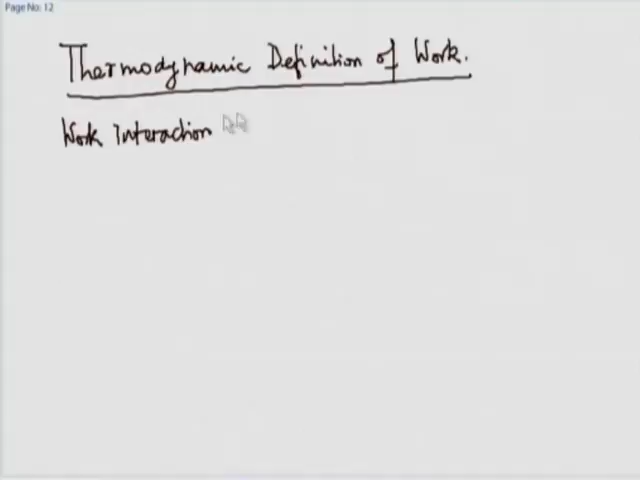 Page No: 12
Thermodynamic Definition of Work.
Work Interaction